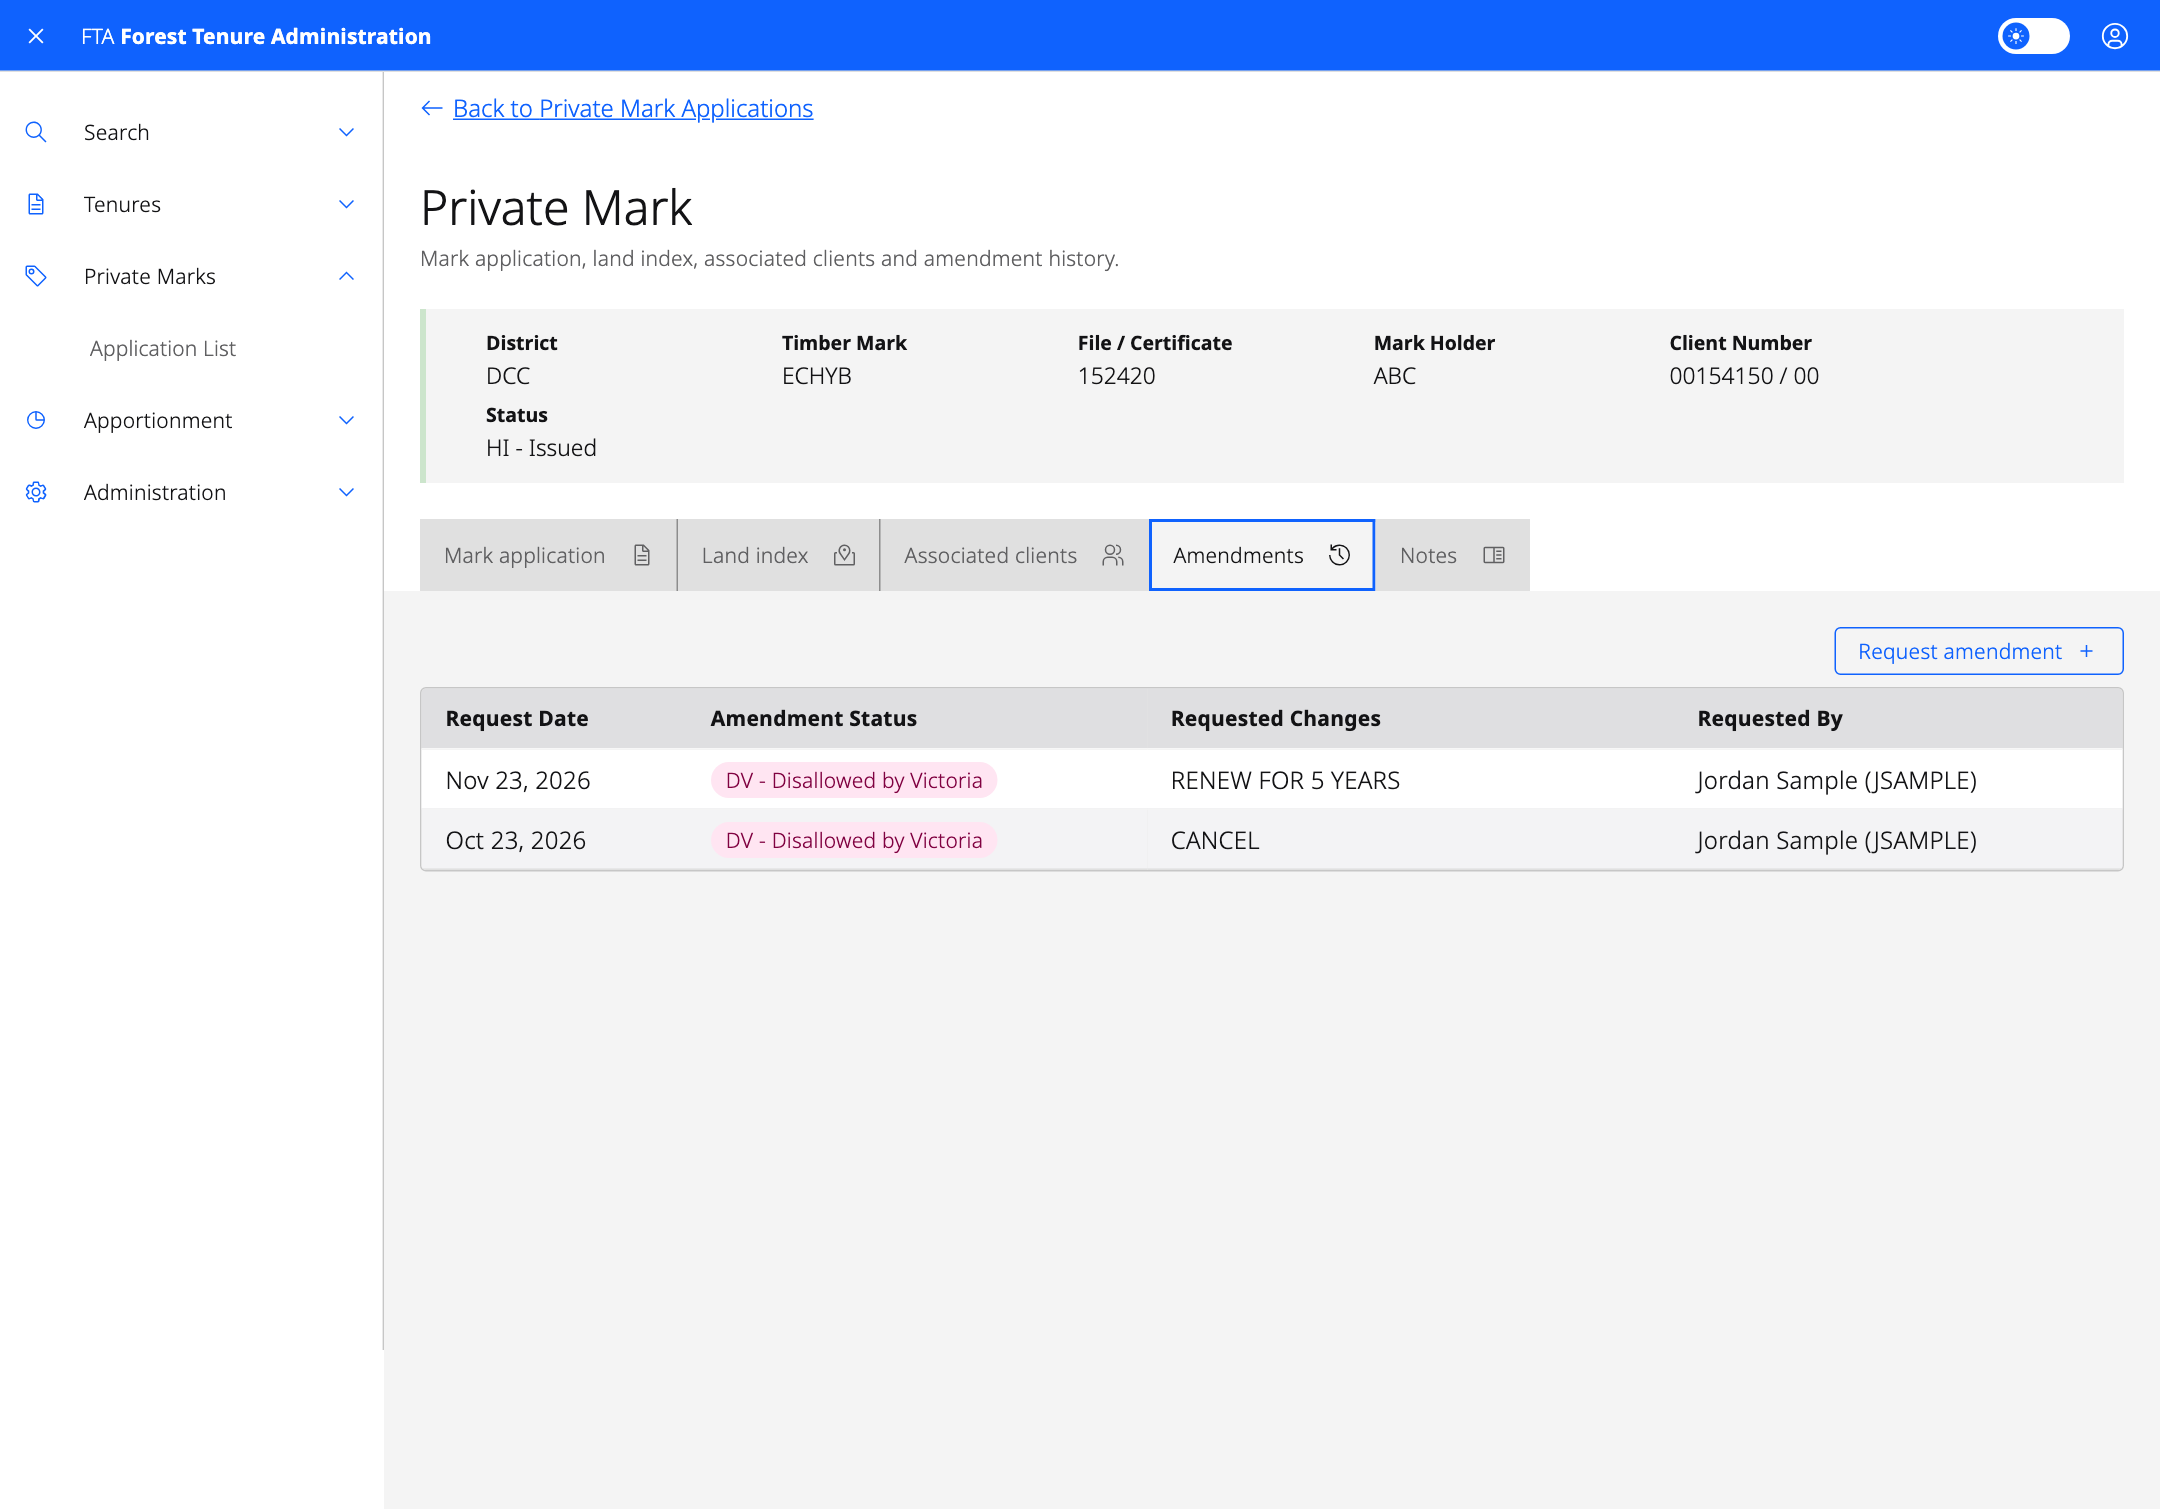 FTA Forest Tenure Administration
Search
Tenures
Private Marks
Application List
Apportionment
Administration
Back to Private Mark Applications
Private Mark
Mark application, land index, associated clients and amendment history.
District Timber Mark File / Certificate Mark Holder Client Number
DCC ECHYB 152420 ABC 00154150 / 00
Status
HI - Issued
Mark application Land index Associated clients Amendments Notes
Request amendment +
Request Date Amendment Status Requested Changes Requested By
Nov 23, 2026 DV - Disallowed by Victoria RENEW FOR 5 YEARS Jordan Sample (JSAMPLE)
Oct 23, 2026 DV - Disallowed by Victoria CANCEL Jordan Sample (JSAMPLE)